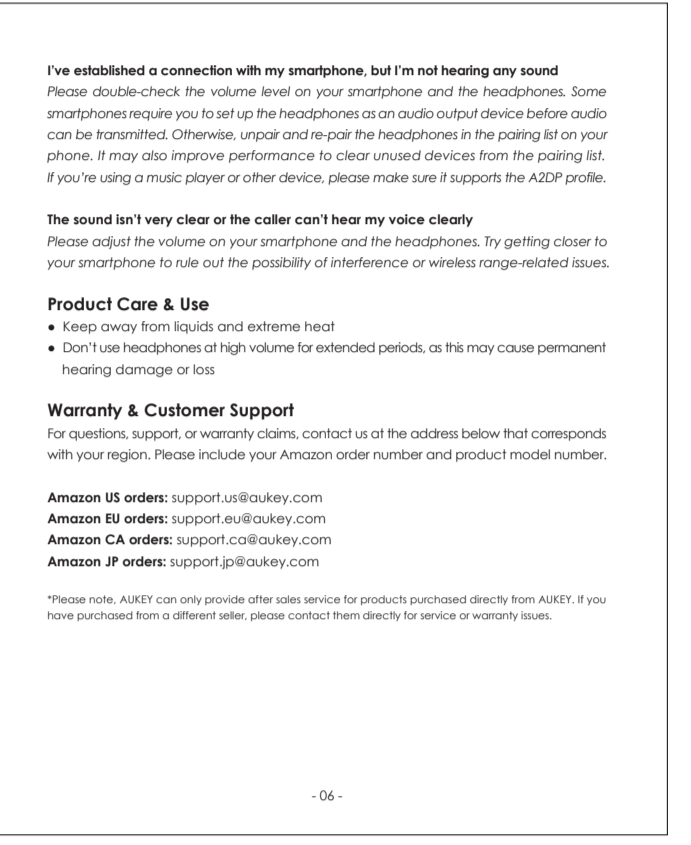 I've established a connection with my smartphone, but I'm not hearing any sound
Please double-check the volume level on your smartphone and the headphones. Some
smartphones require you to set up the headphones as an audio output device before audio
can be transmitted. Otherwise, unpair and re-pair the headphones in the pairing list on your
phone. It may also improve performance to clear unused devices from the pairing list.
If you're using a music player or other device, please make sure it supports the A2DP profile.
The sound isn't very clear or the caller can't hear my voice clearly
Please adjust the volume on your smartphone and the headphones. Try getting closer to
your smartphone to rule out the possibility of interference or wireless range-related issues.
Product Care & Use
● Keep away from liquids and extreme heat
● Don't use headphones at high volume for extended periods, as this may cause permanent
hearing damage or loss
Warranty & Customer Support
For questions, support, or warranty claims, contact us at the address below that corresponds
with your region. Please include your Amazon order number and product model number.
Amazon US orders: support.us@aukey.com
Amazon EU orders: support.eu@aukey.com
Amazon CA orders: support.ca@aukey.com
Amazon JP orders: support.jp@aukey.com
*Please note, AUKEY can only provide after sales service for products purchased directly from AUKEY. If you
have purchased from a different seller, please contact them directly for service or warranty issues.
- 06 -